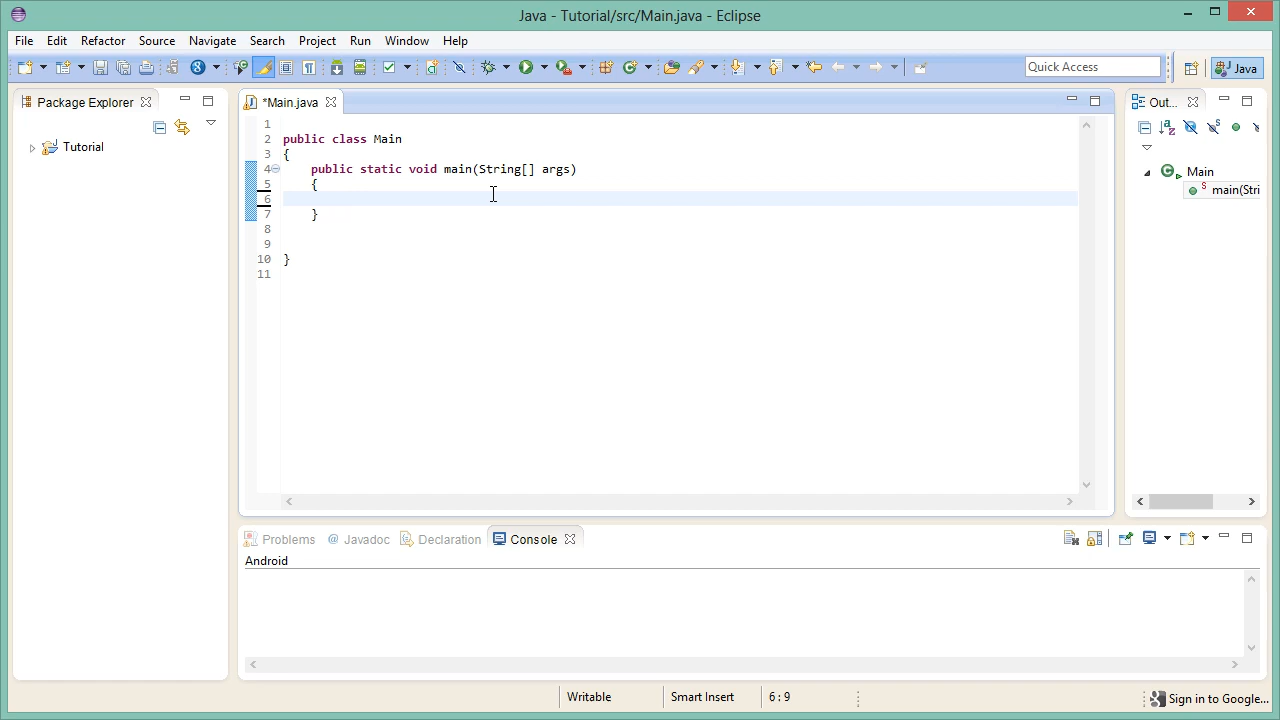 Java - Tutorial/src/Main.java - Eclipse
File Edit Refactor Source Navigate Search Project Run Window Help
Quick Access
Java
Package Explorer
*Main.java
Out...
Tutorial
1
2 public class Main
3 {
4 public static void main(String[] args)
5 {
6
7 }
8
9
10 }
11
Main
main(Stri
Problems @ Javadoc Declaration Console
Android
Writable Smart Insert 6 : 9
Sign in to Google...